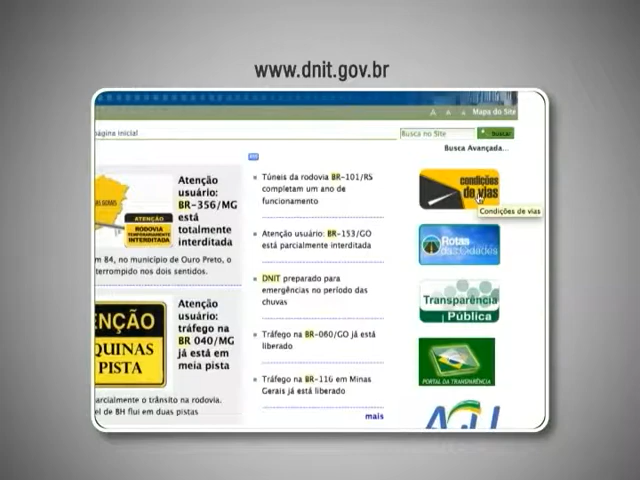 www.dnit.gov.br
Mapa do Site
página inicial
Busca no Site
buscar
Busca Avançada...
Atenção
usuário:
BR-356/MG
está
totalmente
interditada
ATENÇÃO
RODOVIA
TEMPORARIAMENTE
INTERDITADA
m 84, no município de Ouro Preto, o
terrompido nos dois sentidos.
Atenção
usuário:
tráfego na
BR 040/MG
já está em
meia pista
ENÇÃO
QUINAS
PISTA
arcialmente o trânsito na rodovia.
el de BH flui em duas pistas
Túneis da rodovia BR-101/RS
completam um ano de
funcionamento
Atenção usuário: BR-153/GO
está parcialmente interditada
DNIT preparado para
emergências no período das
chuvas
Tráfego na BR-060/GO já está
liberado
Tráfego na BR-116 em Minas
Gerais já está liberado
mais
condições
de vias
Condições de vias
Rotas
das Cidades
Transparência
Pública
PORTAL DA TRANSPARÊNCIA